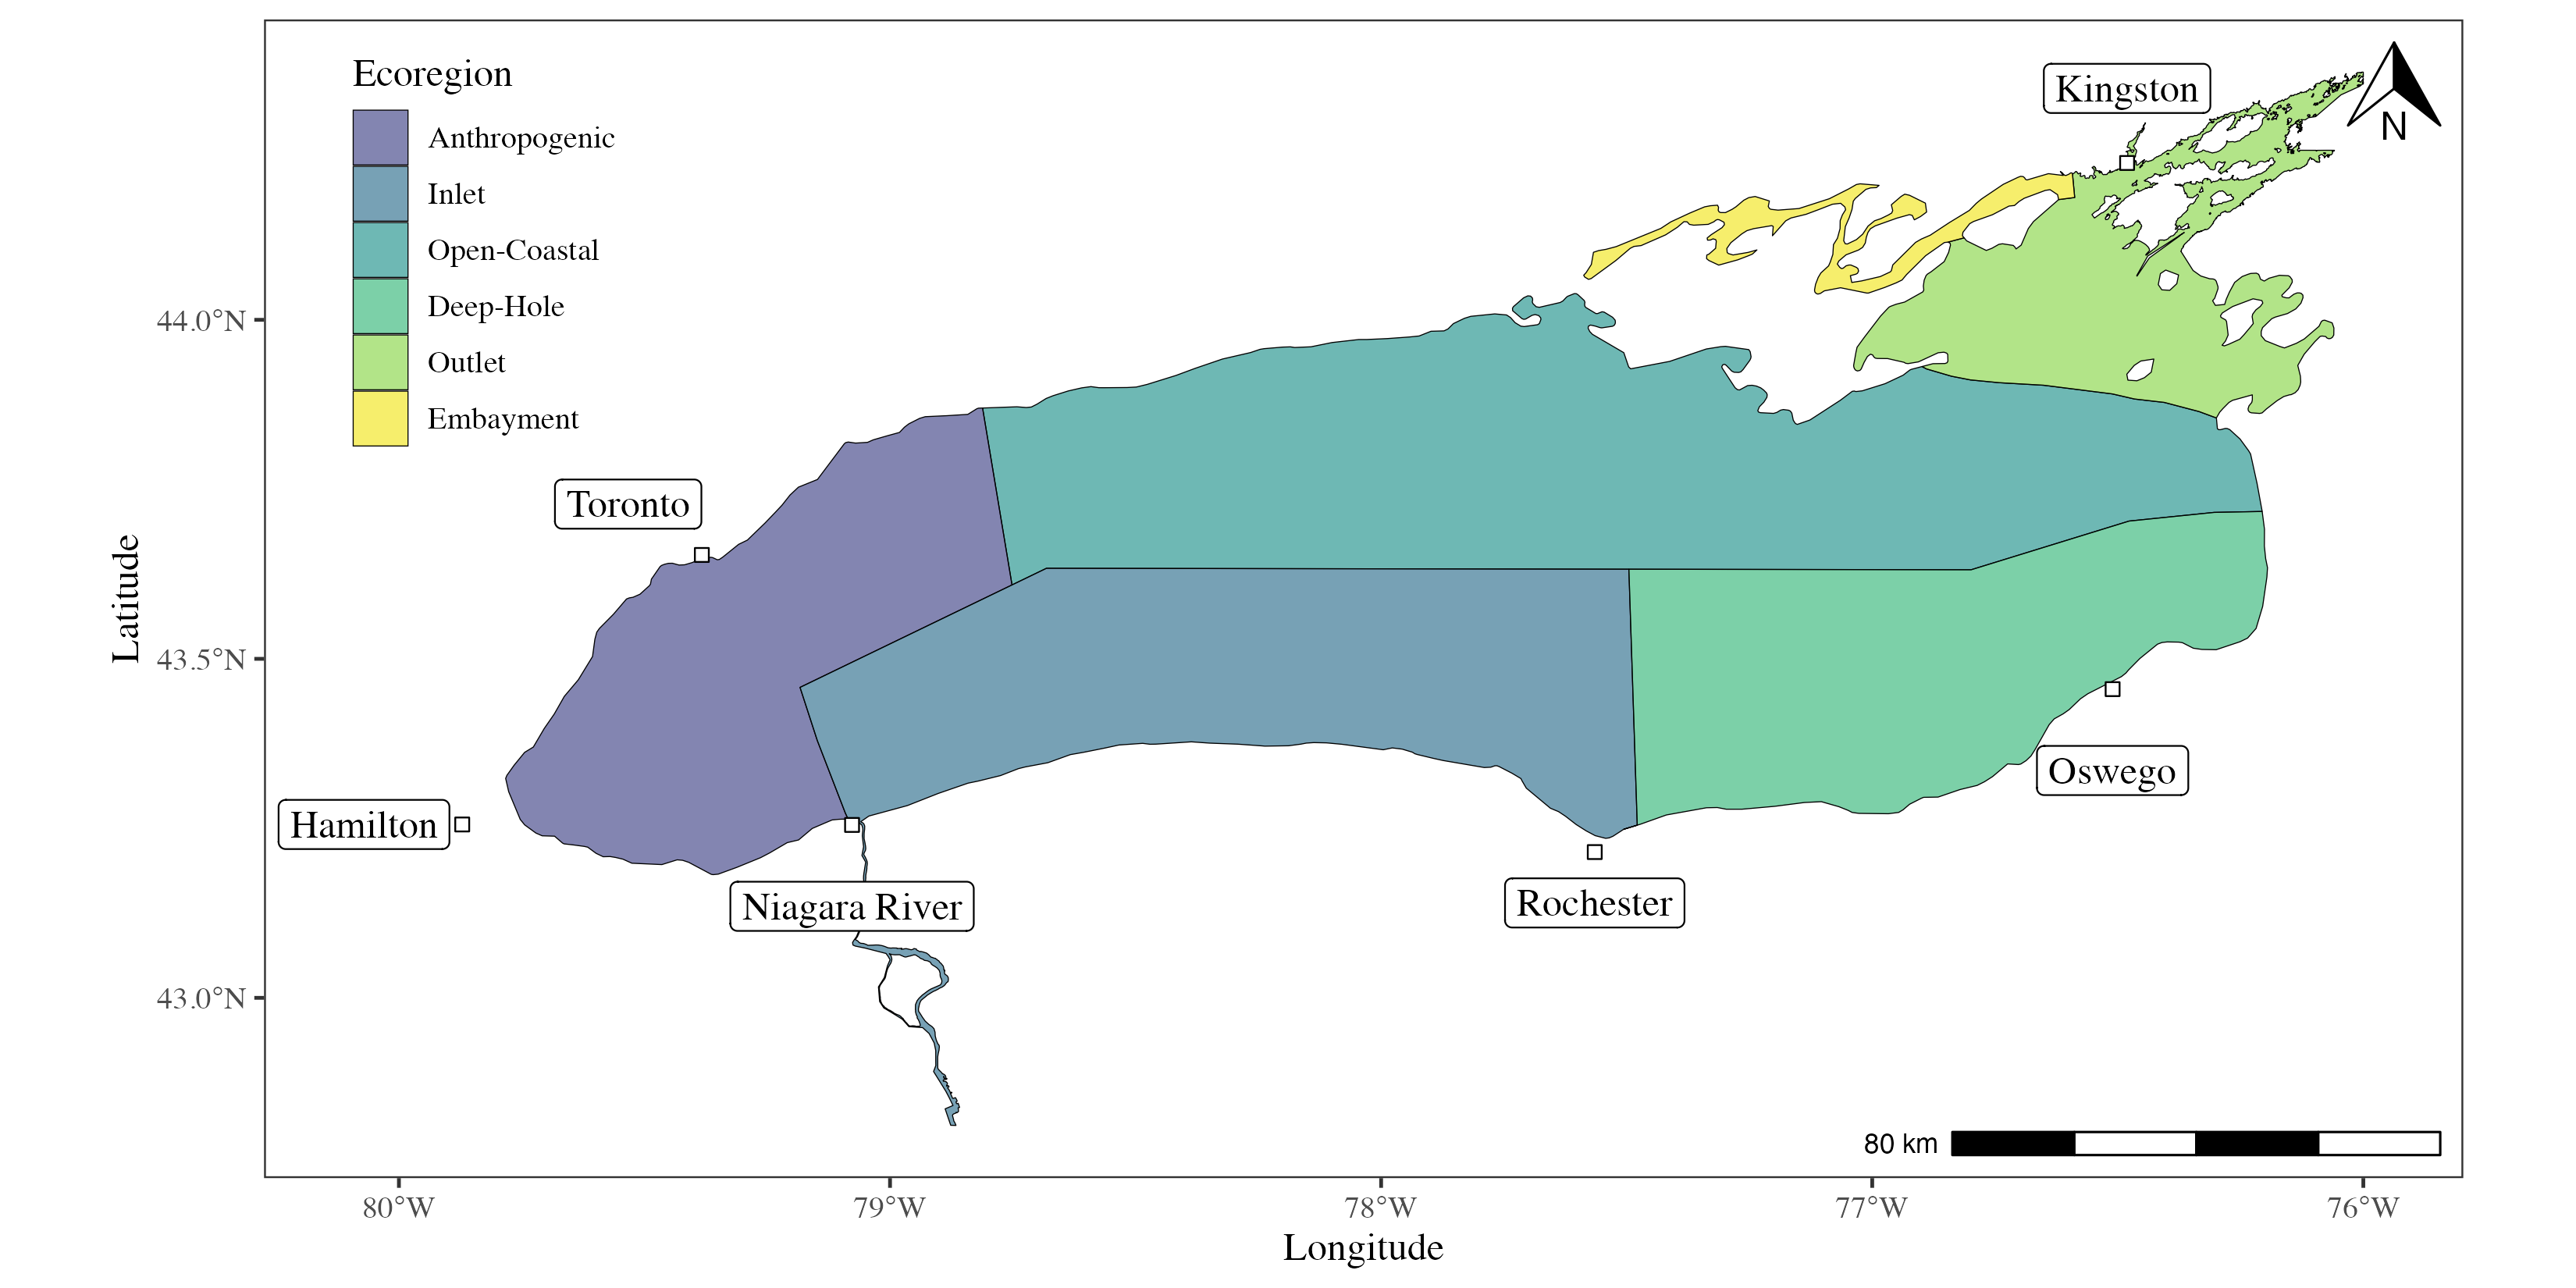 Ecoregion
Anthropogenic
Inlet
Open-Coastal
Deep-Hole
Outlet
Embayment
Kingston
N
Toronto
Hamilton
Niagara River
Rochester
Oswego
44.0°N
43.5°N
43.0°N
Latitude
80 km
80°W
79°W
78°W
77°W
76°W
Longitude